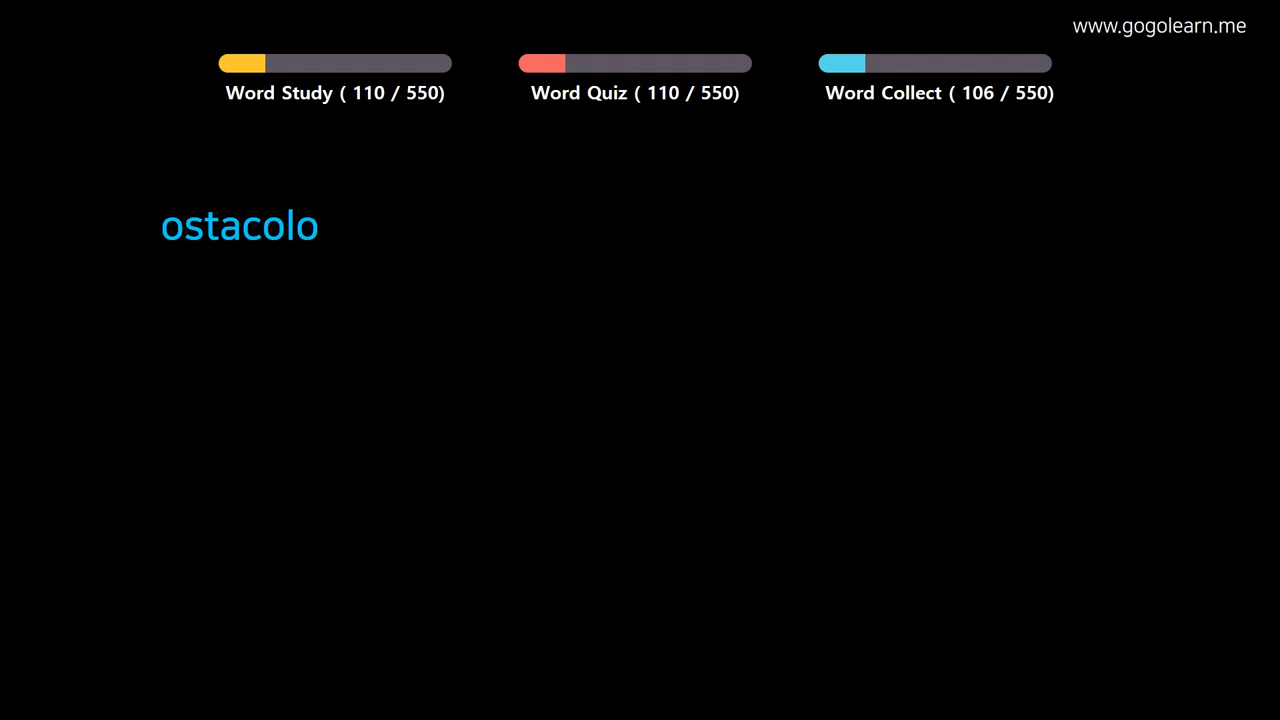 www.gogolearn.me
Word Study ( 110 / 550)
Word Quiz ( 110 / 550)
Word Collect ( 106 / 550)
ostacolo